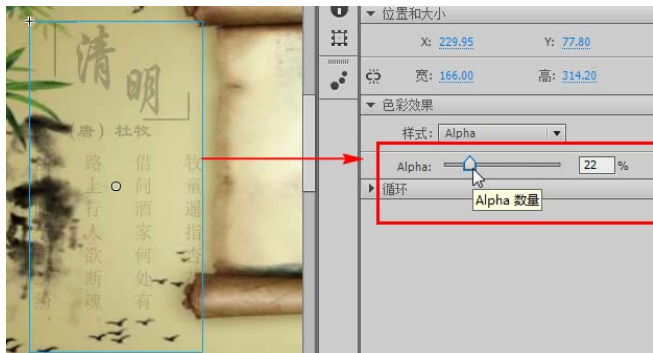 清明
(唐) 杜牧
纷
路上行人欲断魂
借问酒家何处有
牧童遥指杏
▼ 位置和大小
X: 229.95 Y: 77.80
宽: 166.00 高: 314.20
▼ 色彩效果
样式: Alpha ▼
Alpha: 22 %
▶ 循环
Alpha 数量